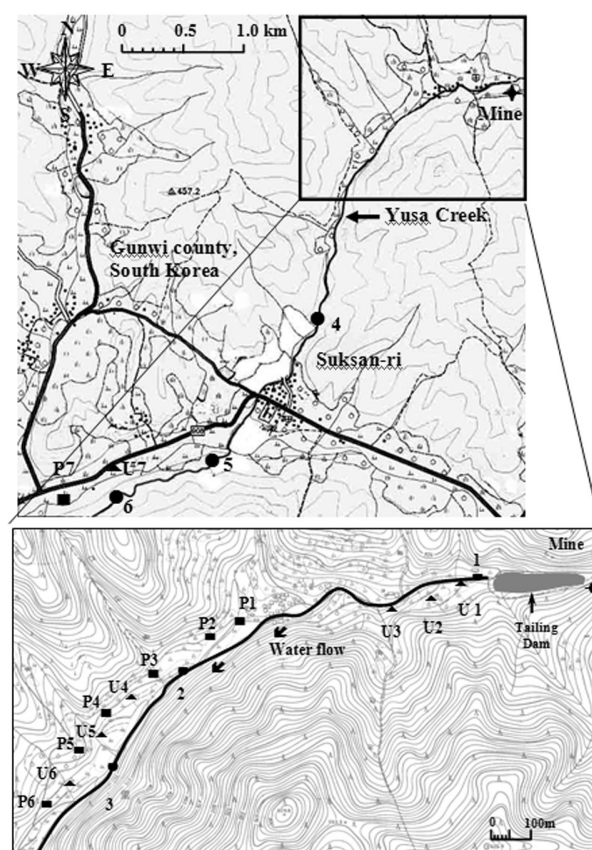 N
W E
S
0 0.5 1.0 km
Mine
457.2
Yusa Creek
Gunwi county,
South Korea
4
Suksan-ri
P7 U7
5
6
Mine
1
U 1
P1
U2
P2
U3
Tailing
Dam
Water flow
P3
2
U4
P4
U5
P5
U6
3
P6
0 100m